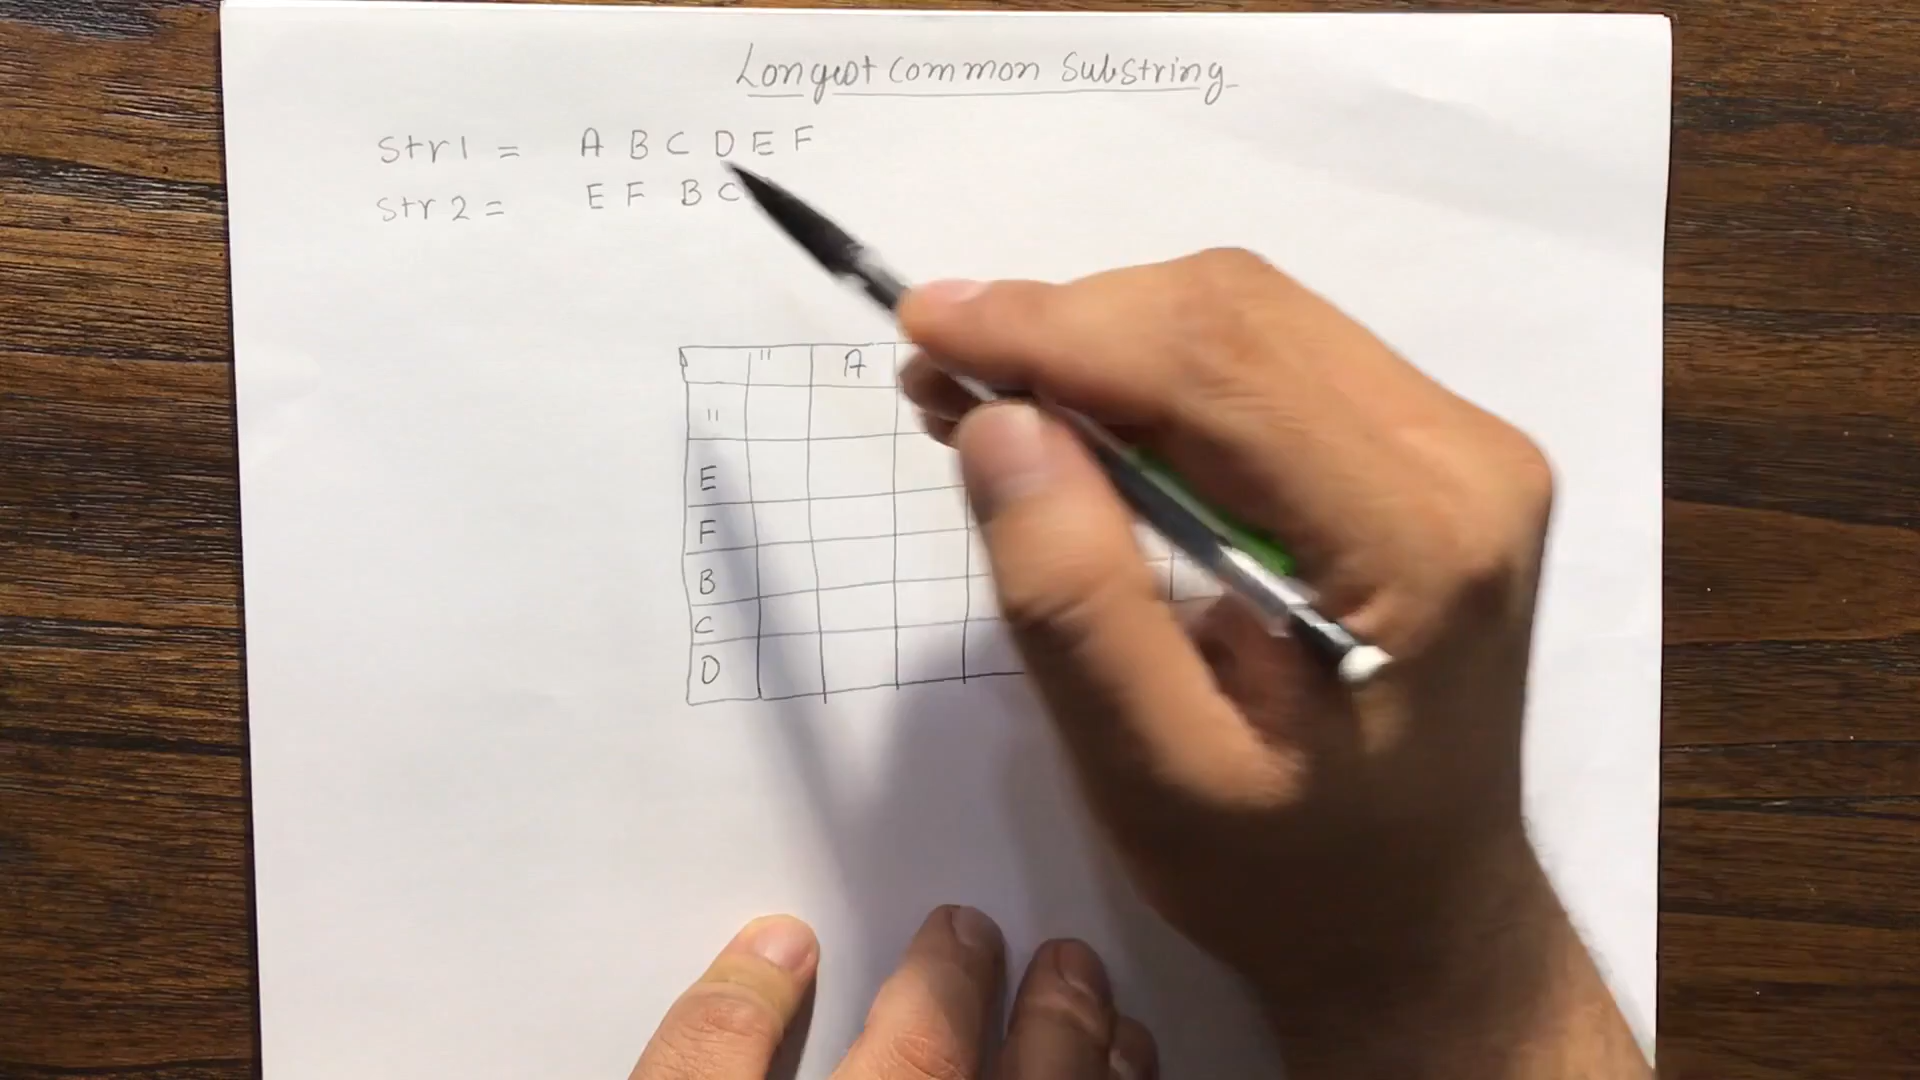 Longest Common Substring
Str1 = A B C D E F
Str2 = E F B C
" A
"
E
F
B
C
D